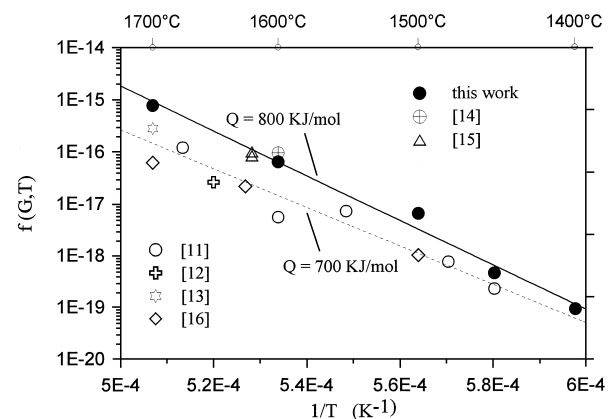 1700°C 1600°C 1500°C 1400°C
1E-14
1E-15
1E-16
1E-17
1E-18
1E-19
1E-20
f (G,T)
this work
[14]
[15]
Q = 800 KJ/mol
Q = 700 KJ/mol
[11]
[12]
[13]
[16]
5E-4 5.2E-4 5.4E-4 5.6E-4 5.8E-4 6E-4
1/T (K-1)